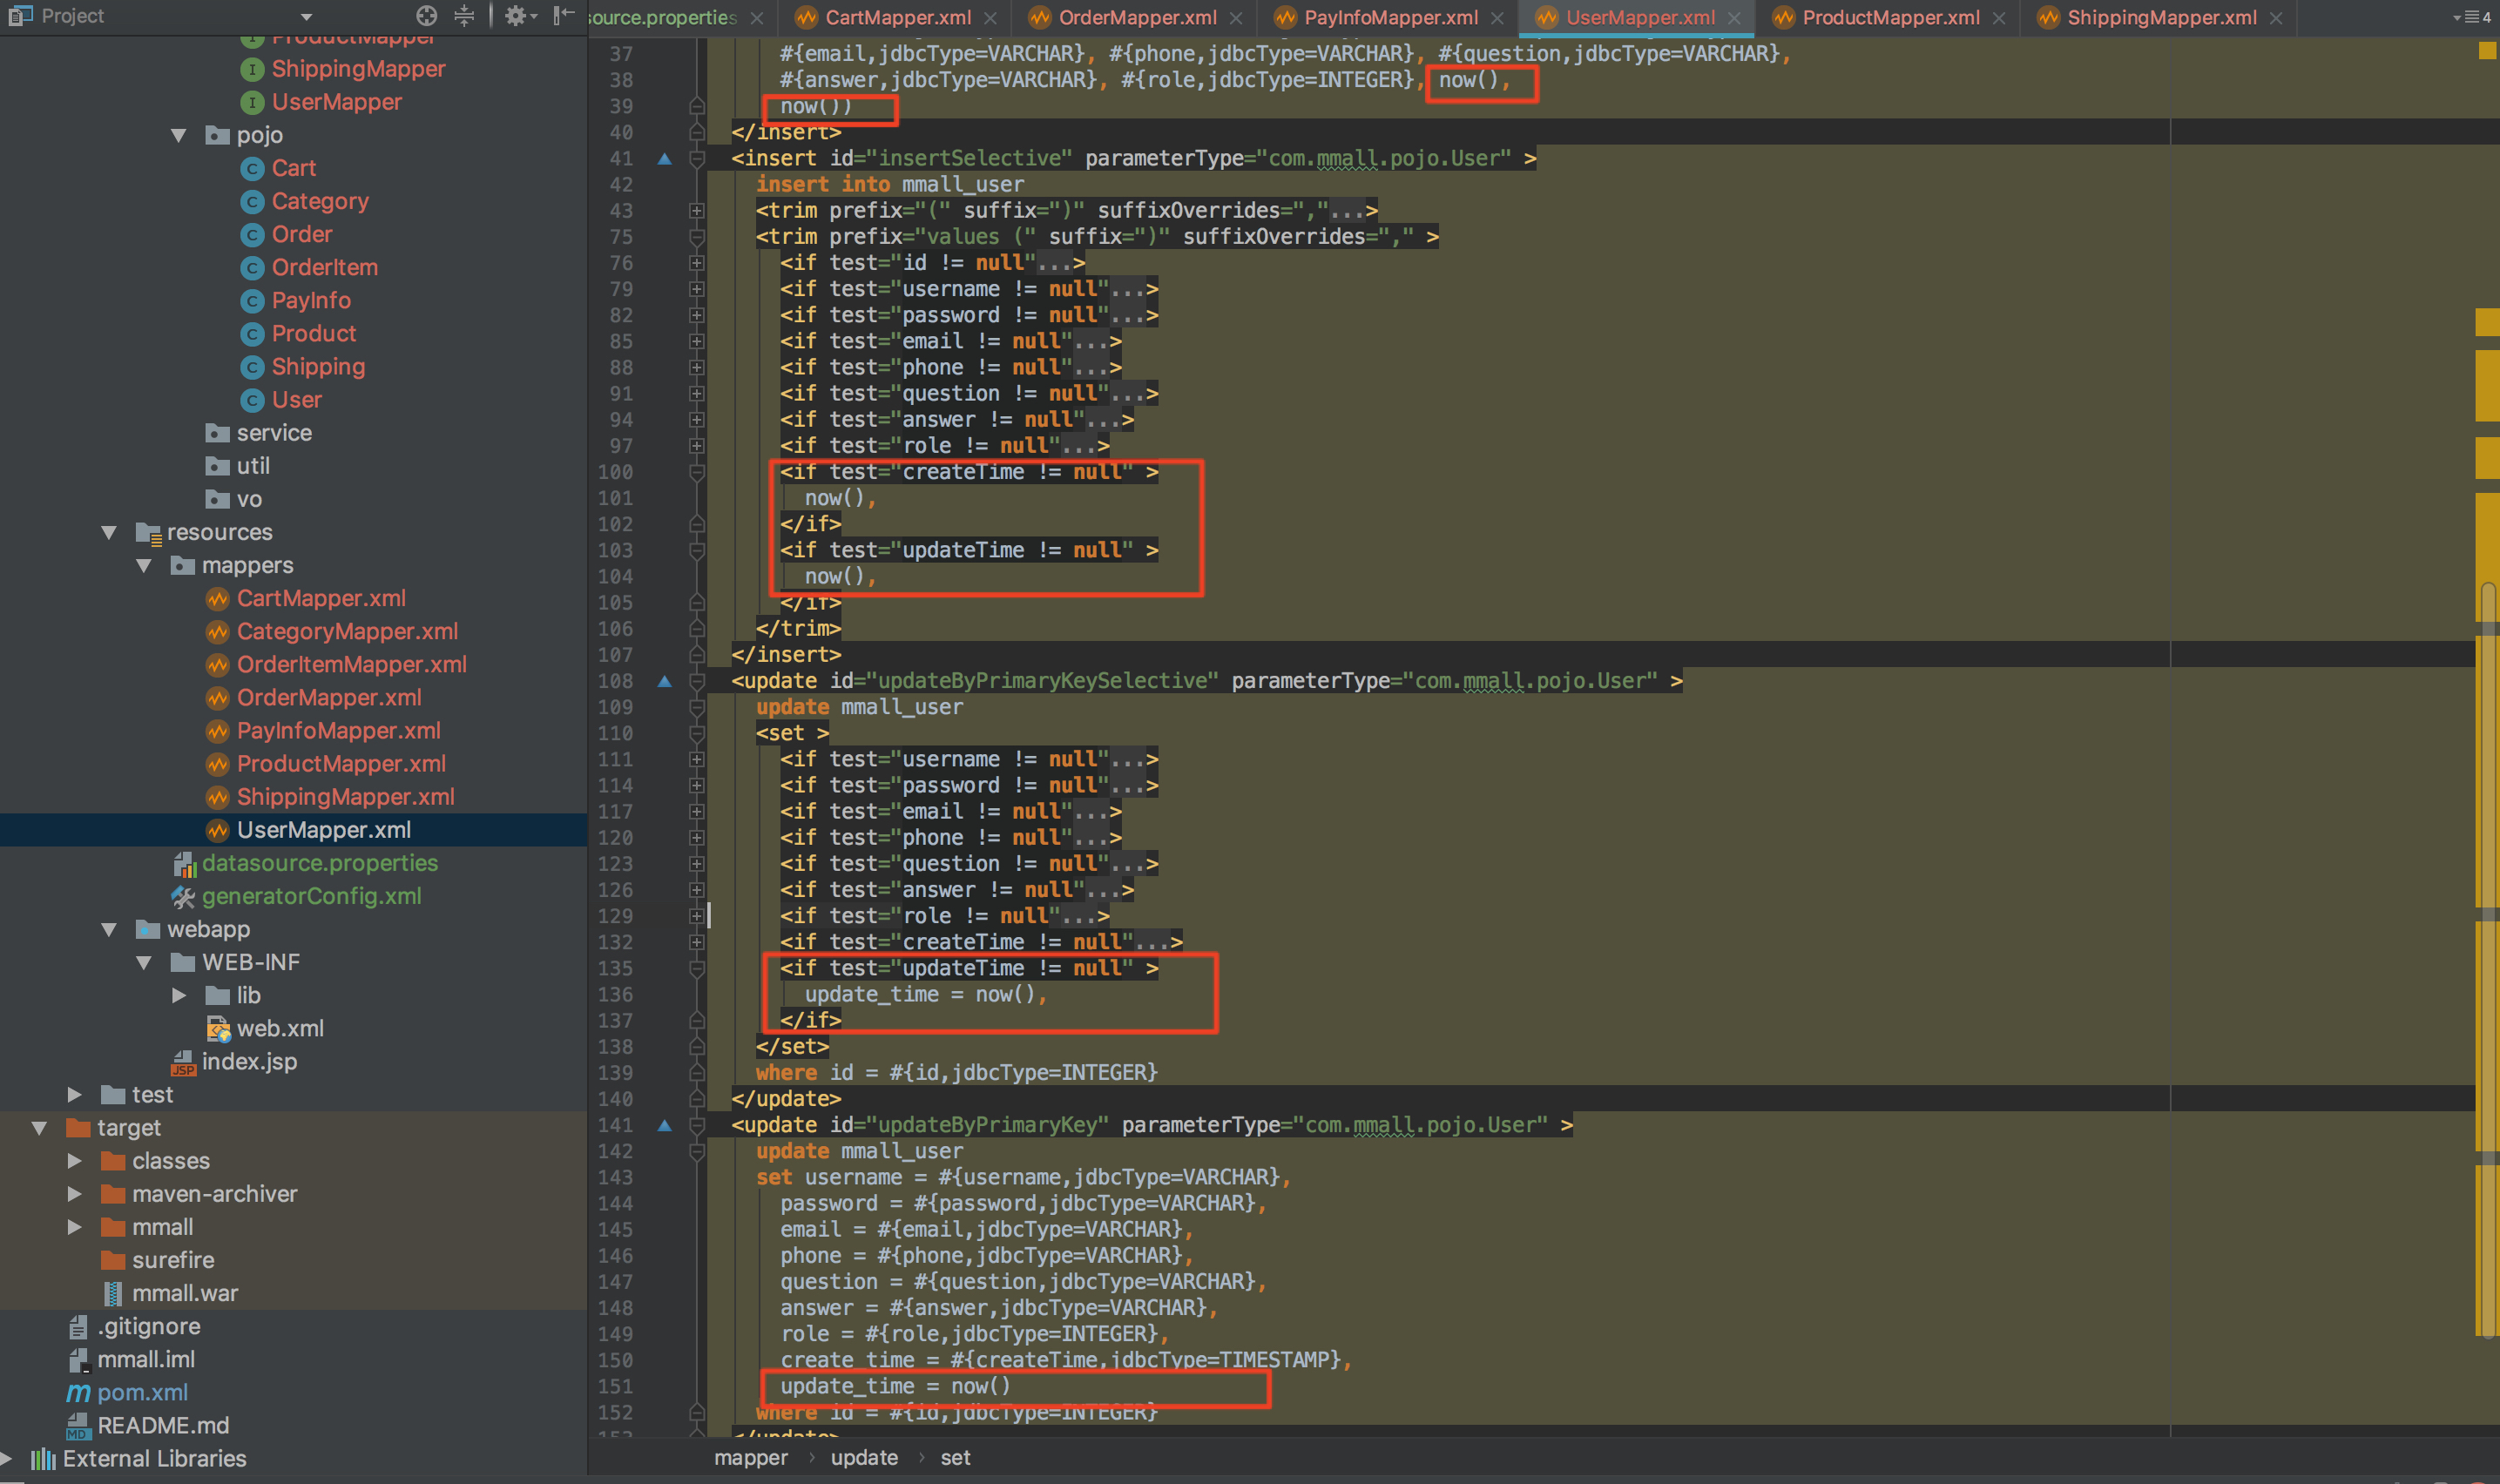 Project
source.properties
CartMapper.xml
OrderMapper.xml
PayInfoMapper.xml
UserMapper.xml
ProductMapper.xml
ShippingMapper.xml
4
ProductMapper
ShippingMapper
UserMapper
pojo
Cart
Category
Order
OrderItem
PayInfo
Product
Shipping
User
service
util
vo
resources
mappers
CartMapper.xml
CategoryMapper.xml
OrderItemMapper.xml
OrderMapper.xml
PayInfoMapper.xml
ProductMapper.xml
ShippingMapper.xml
UserMapper.xml
datasource.properties
generatorConfig.xml
webapp
WEB-INF
lib
web.xml
index.jsp
test
target
classes
maven-archiver
mmall
surefire
mmall.war
.gitignore
mmall.iml
pom.xml
README.md
External Libraries
37 #{email,jdbcType=VARCHAR}, #{phone,jdbcType=VARCHAR}, #{question,jdbcType=VARCHAR},
38 #{answer,jdbcType=VARCHAR}, #{role,jdbcType=INTEGER}, now(),
39 now())
40 </insert>
41 <insert id="insertSelective" parameterType="com.mmall.pojo.User" >
42 insert into mmall_user
43 <trim prefix="(" suffix=")" suffixOverrides=","...>
75 <trim prefix="values (" suffix=")" suffixOverrides="," >
76 <if test="id != null"...>
79 <if test="username != null"...>
82 <if test="password != null"...>
85 <if test="email != null"...>
88 <if test="phone != null"...>
91 <if test="question != null"...>
94 <if test="answer != null"...>
97 <if test="role != null"...>
100 <if test="createTime != null" >
101 now(),
102 </if>
103 <if test="updateTime != null" >
104 now(),
105 </if>
106 </trim>
107 </insert>
108 <update id="updateByPrimaryKeySelective" parameterType="com.mmall.pojo.User" >
109 update mmall_user
110 <set >
111 <if test="username != null"...>
114 <if test="password != null"...>
117 <if test="email != null"...>
120 <if test="phone != null"...>
123 <if test="question != null"...>
126 <if test="answer != null"...>
129 <if test="role != null"...>
132 <if test="createTime != null"...>
135 <if test="updateTime != null" >
136 update_time = now(),
137 </if>
138 </set>
139 where id = #{id,jdbcType=INTEGER}
140 </update>
141 <update id="updateByPrimaryKey" parameterType="com.mmall.pojo.User" >
142 update mmall_user
143 set username = #{username,jdbcType=VARCHAR},
144 password = #{password,jdbcType=VARCHAR},
145 email = #{email,jdbcType=VARCHAR},
146 phone = #{phone,jdbcType=VARCHAR},
147 question = #{question,jdbcType=VARCHAR},
148 answer = #{answer,jdbcType=VARCHAR},
149 role = #{role,jdbcType=INTEGER},
150 create_time = #{createTime,jdbcType=TIMESTAMP},
151 update_time = now()
152 where id = #{id,jdbcType=INTEGER}
153 </update>
mapper › update › set